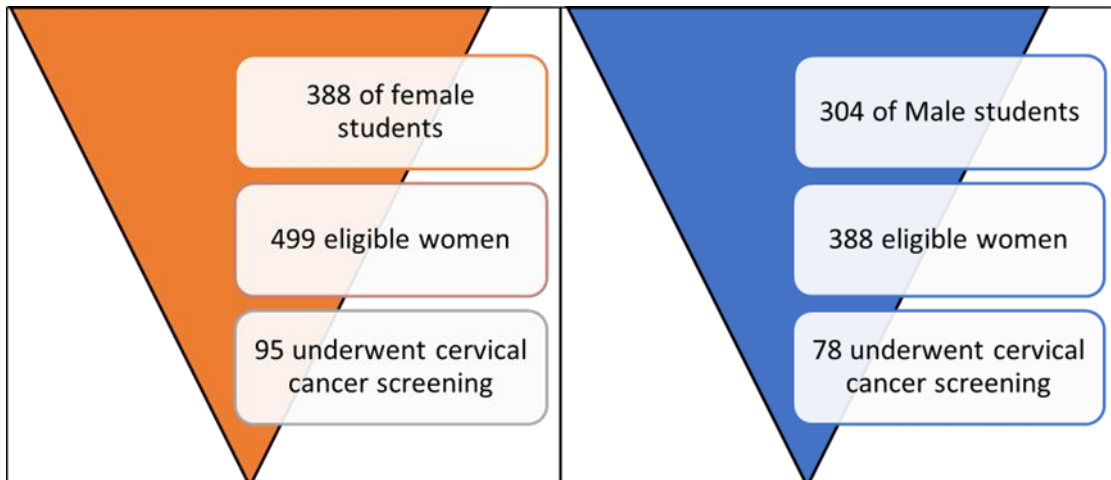 388 of female
students
499 eligible women
95 underwent cervical
cancer screening
304 of Male students
388 eligible women
78 underwent cervical
cancer screening